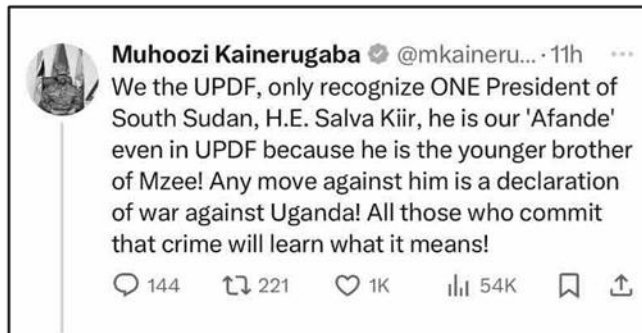 Muhoozi Kainerugaba @mkaineru... · 11h ...
We the UPDF, only recognize ONE President of
South Sudan, H.E. Salva Kiir, he is our 'Afande'
even in UPDF because he is the younger brother
of Mzee! Any move against him is a declaration
of war against Uganda! All those who commit
that crime will learn what it means!
144 221 1K 54K